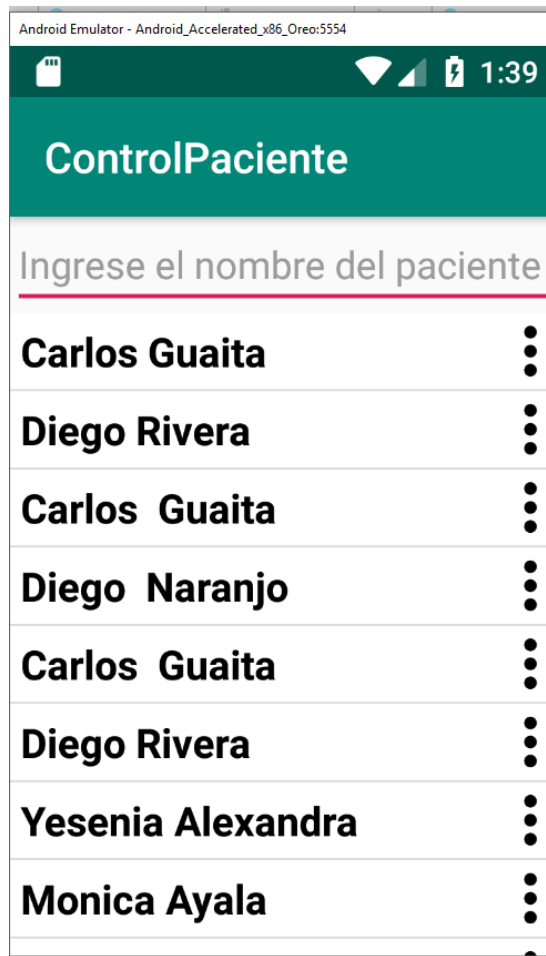 Android Emulator - Android_Accelerated_x86_Oreo:5554
1:39
ControlPaciente
Ingrese el nombre del paciente
Carlos Guaita
Diego Rivera
Carlos  Guaita
Diego  Naranjo
Carlos  Guaita
Diego Rivera
Yesenia Alexandra
Monica Ayala